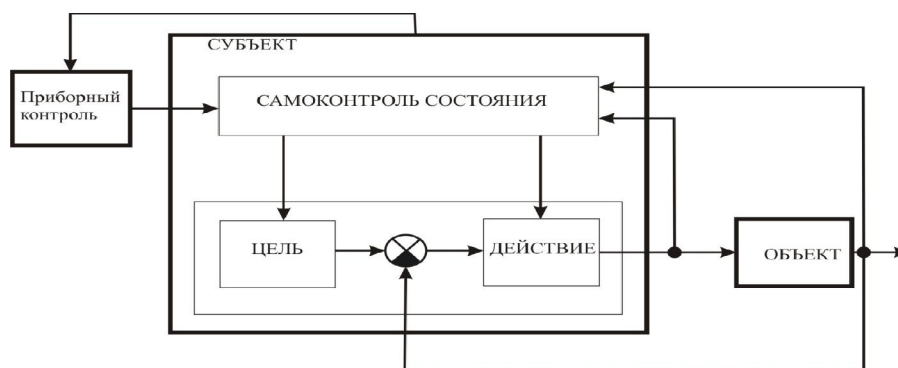 СУБЪЕКТ
Приборный
контроль
САМОКОНТРОЛЬ СОСТОЯНИЯ
ЦЕЛЬ
ДЕЙСТВИЕ
ОБЪЕКТ